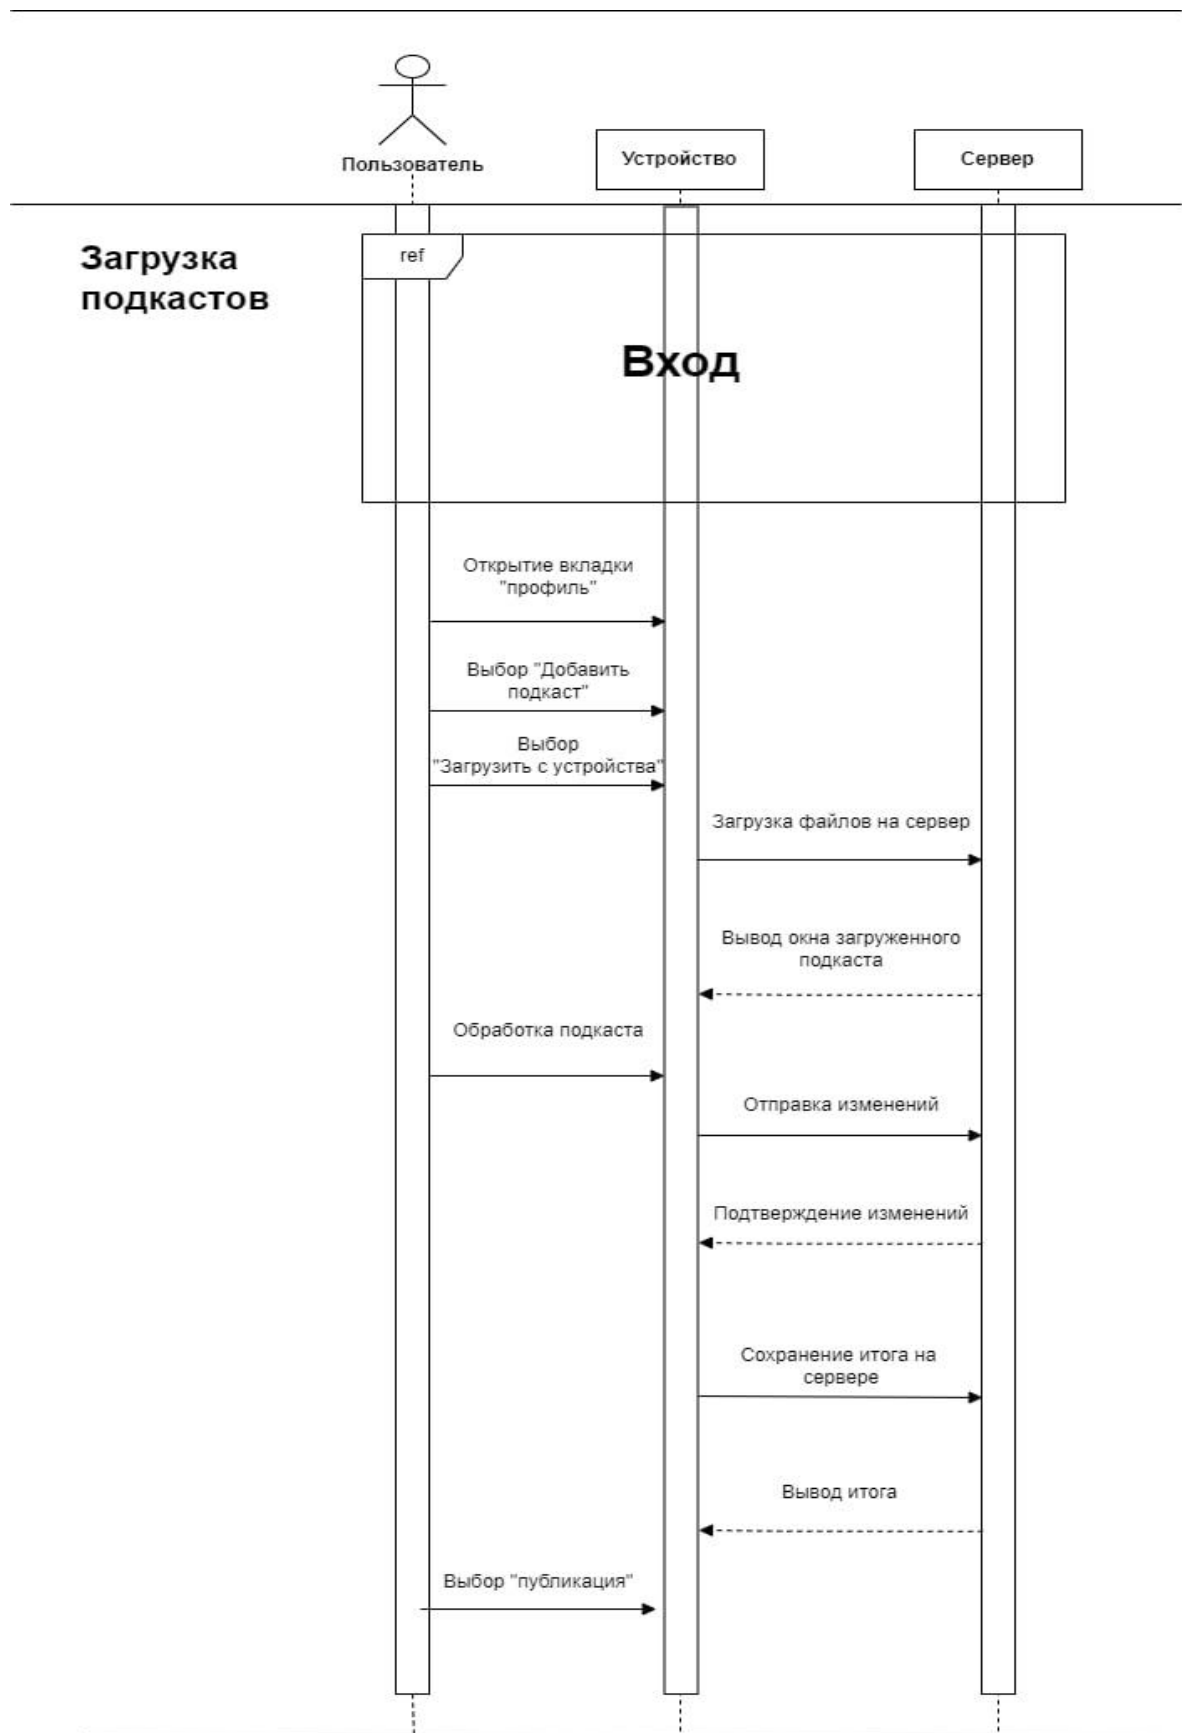 Пользователь
Устройство
Сервер
Загрузка
подкастов
ref
Вход
Открытие вкладки
"профиль"
Выбор "Добавить
подкаст"
Выбор
"Загрузить с устройства"
Загрузка файлов на сервер
Вывод окна загруженного
подкаста
Обработка подкаста
Отправка изменений
Подтверждение изменений
Сохранение итога на
сервере
Вывод итога
Выбор "публикация"